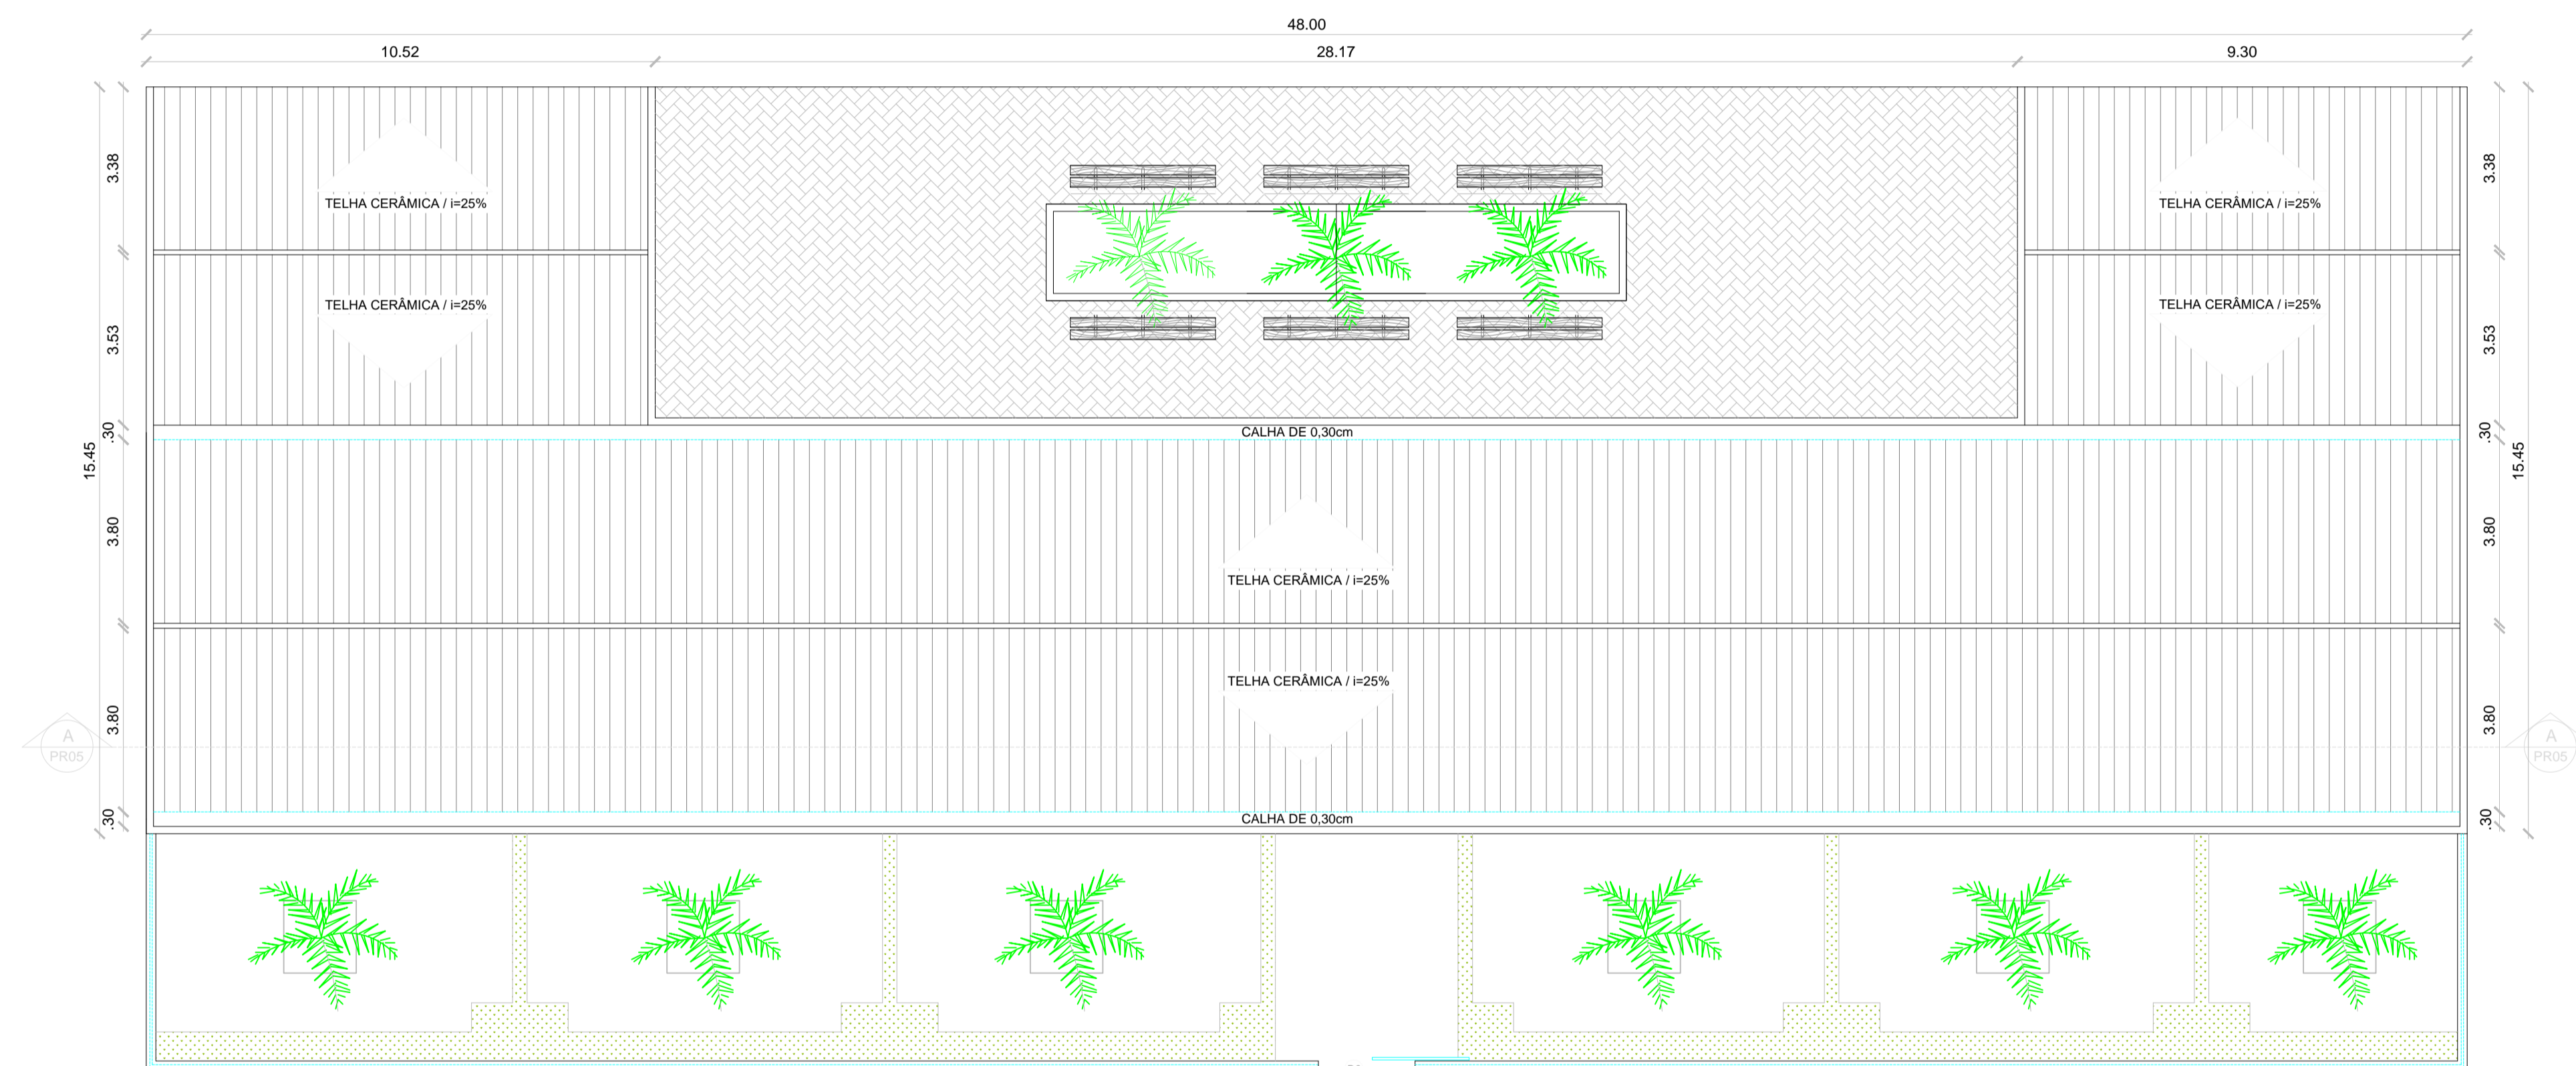 48.00
10.52
28.17
9.30
3.38
3.38
TELHA CERÂMICA / i=25%
TELHA CERÂMICA / i=25%
TELHA CERÂMICA / i=25%
TELHA CERÂMICA / i=25%
3.53
3.53
.30
CALHA DE 0,30cm
.30
15.45
15.45
3.80
3.80
TELHA CERÂMICA / i=25%
TELHA CERÂMICA / i=25%
3.80
3.80
A
PR05
A
PR05
.30
CALHA DE 0,30cm
.30